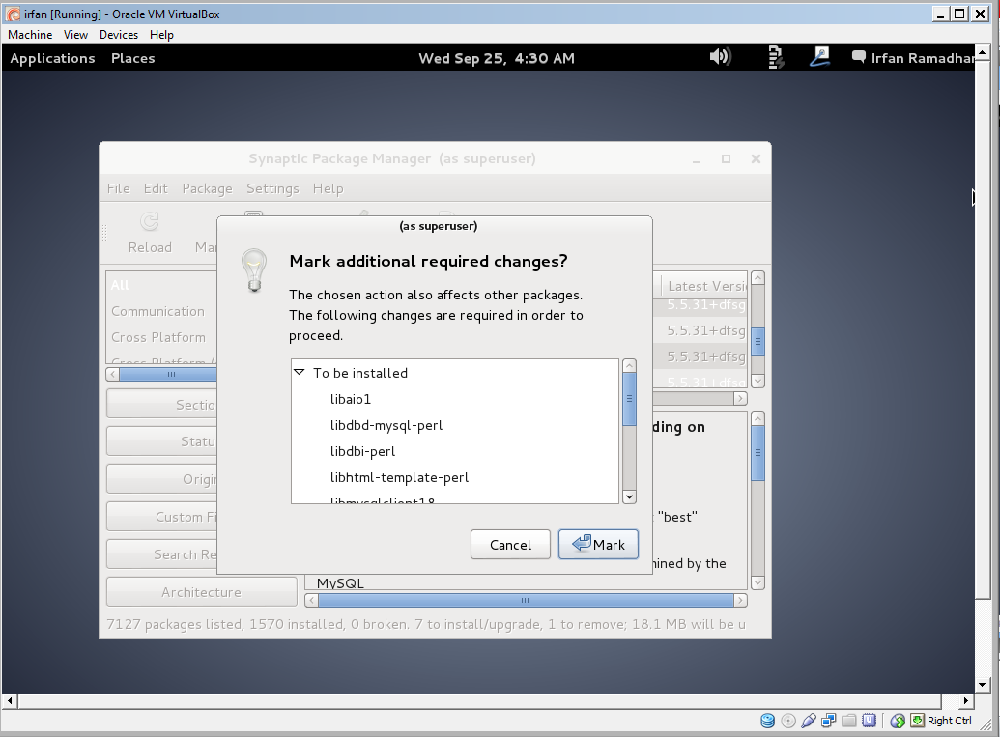 irfan [Running] - Oracle VM VirtualBox
Machine View Devices Help
Applications Places Wed Sep 25, 4:30 AM Irfan Ramadhan
Synaptic Package Manager (as superuser)
File Edit Package Settings Help
Reload
(as superuser)
Mark additional required changes?
The chosen action also affects other packages.
The following changes are required in order to
proceed.
To be installed
libaio1
libdbd-mysql-perl
libdbi-perl
libhtml-template-perl
libmysqlclient18
Cancel Mark
All
Communication
Cross Platform
Sectio
Statu
Origi
Custom Fi
Search Re
Architecture
Latest Versi
5.5.31+dfsg
5.5.31+dfsg
5.5.31+dfsg
5.5.31+dfsg
ding on
"best"
mined by the
MySQL
7127 packages listed, 1570 installed, 0 broken. 7 to install/upgrade, 1 to remove; 18.1 MB will be u
Right Ctrl